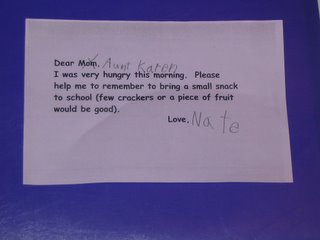 Dear Mom, Aunt Karen
I was very hungry this morning.  Please
help me to remember to bring a small snack
to school (few crackers or a piece of fruit
would be good).
Love, Nate